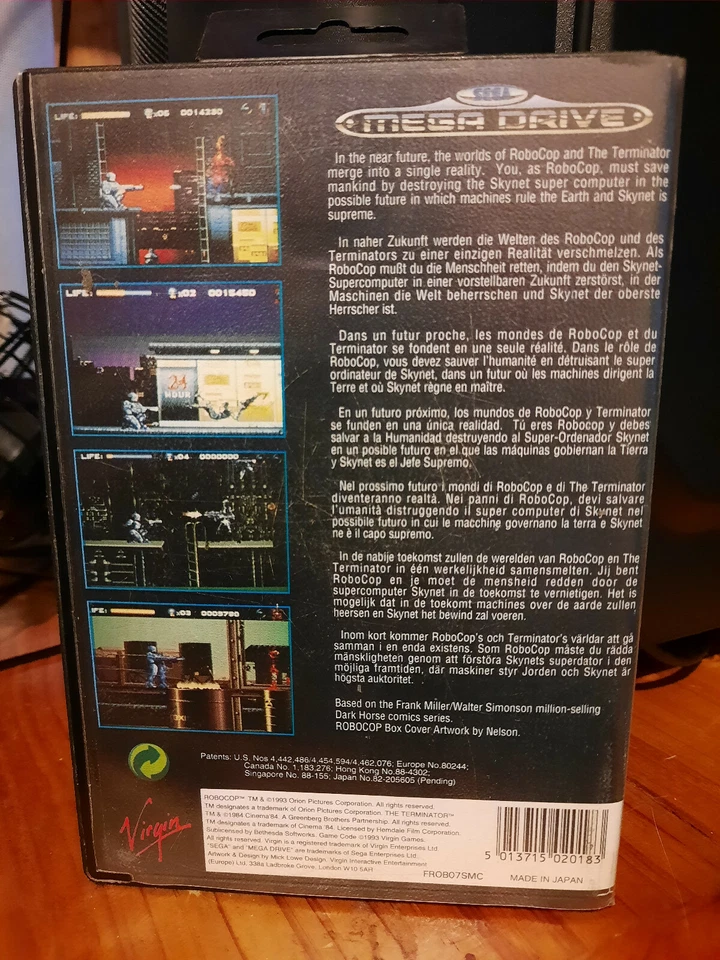 SEGA
MEGA DRIVE
LIFE: x05 0014250
In the near future, the worlds of RoboCop and The Terminator
merge into a single reality. You, as RoboCop, must save
mankind by destroying the Skynet super computer in the
possible future in which machines rule the Earth and Skynet is
supreme.
In naher Zukunft werden die Welten des RoboCop und des
Terminators zu einer einzigen Realität verschmelzen. Als
RoboCop mußt du die Menschheit retten, indem du den Skynet-
Supercomputer in einer vorstellbaren Zukunft zerstörst, in der
Maschinen die Welt beherrschen und Skynet der oberste
Herrscher ist.
LIFE: x02 0015450
24
HOUR
Dans un futur proche, les mondes de RoboCop et du
Terminator se fondent en une seule réalité. Dans le rôle de
RoboCop, vous devez sauver l'humanité en détruisant le super
ordinateur de Skynet, dans un futur où les machines dirigent la
Terre et où Skynet règne en maître.
En un futuro próximo, los mundos de RoboCop y Terminator
se funden en una única realidad. Tú eres Robocop y debes
salvar a la Humanidad destruyendo al Super-Ordenador Skynet
en un posible futuro en el que las máquinas gobiernan la Tierra
y Skynet es el Jefe Supremo.
LIFE: x04 0000000
Nel prossimo futuro i mondi di RoboCop e di The Terminator
diventeranno realtà. Nei panni di RoboCop, devi salvare
l'umanità distruggendo il super computer di Skynet nel
possibile futuro in cui le macchine governano la terra e Skynet
ne è il capo supremo.
In de nabije toekomst zullen de werelden van RoboCop en The
Terminator in één werkelijkheid samensmelten. Jij bent
RoboCop en je moet de mensheid redden door de
supercomputer Skynet in de toekomst te vernietigen. Het is
mogelijk dat in de toekomt machines over de aarde zullen
heersen en Skynet het bewind zal voeren.
IFE: x03 0009790
Inom kort kommer RoboCop's och Terminator's världar att gå
samman i en enda existens. Som RoboCop måste du rädda
mänskligheten genom att förstöra Skynets superdator i den
möjliga framtiden, där maskiner styr Jorden och Skynet är
högsta auktoritet.
Based on the Frank Miller/Walter Simonson million-selling
Dark Horse comics series.
ROBOCOP Box Cover Artwork by Nelson.
Patents: U.S. Nos 4,442,486/4,454,594/4,462,076; Europe No.80244;
Canada No. 1,183,276; Hong Kong No.88-4302;
Singapore No. 88-155; Japan No.82-205605 (Pending)
Virgin
ROBOCOP™ TM & ©1993 Orion Pictures Corporation. All rights reserved.
TM designates a trademark of Orion Pictures Corporation. THE TERMINATOR™
TM & ©1984 Cinema'84. A Greenberg Brothers Partnership. All rights reserved.
TM designates a trademark of Cinema '84. Licensed by Hemdale Film Corporation.
Sublicensed by Bethesda Softworks. Game Code ©1993 Virgin Games.
All rights reserved. Virgin is a registered trademark of Virgin Enterprises Ltd.
"SEGA" and "MEGA DRIVE" are trademarks of Sega Enterprises Ltd.
Artwork & Design by Mick Lowe Design. Virgin Interactive Entertainment
(Europe) Ltd. 338a Ladbroke Grove, London W10 5AH
FROB07SMC
5 013715 020183
MADE IN JAPAN